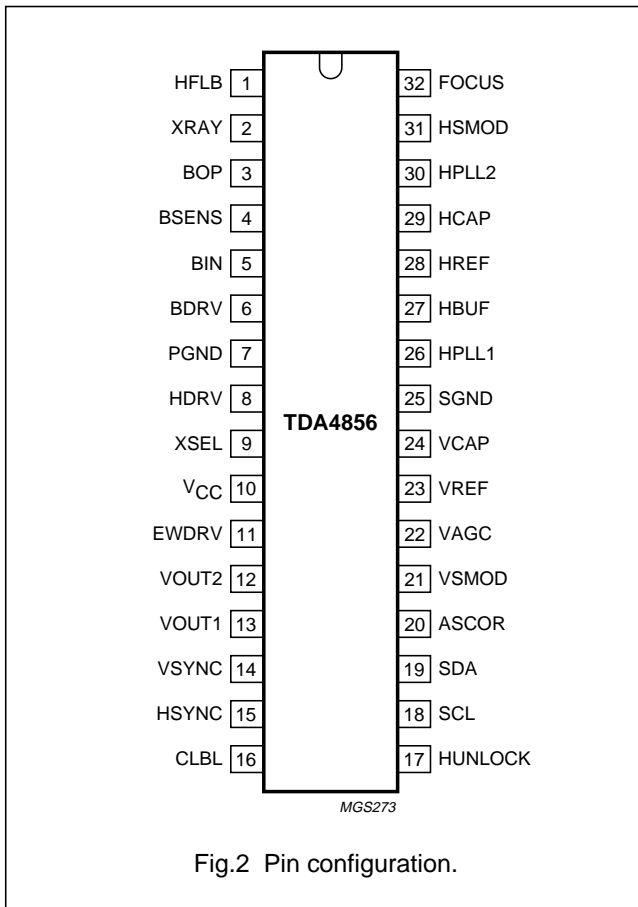 HFLB 1 32 FOCUS
XRAY 2 31 HSMOD
BOP 3 30 HPLL2
BSENS 4 29 HCAP
BIN 5 28 HREF
BDRV 6 27 HBUF
PGND 7 26 HPLL1
HDRV 8 25 SGND
TDA4856
XSEL 9 24 VCAP
VCC 10 23 VREF
EWDRV 11 22 VAGC
VOUT2 12 21 VSMOD
VOUT1 13 20 ASCOR
VSYNC 14 19 SDA
HSYNC 15 18 SCL
CLBL 16 17 HUNLOCK
MGS273
Fig.2 Pin configuration.